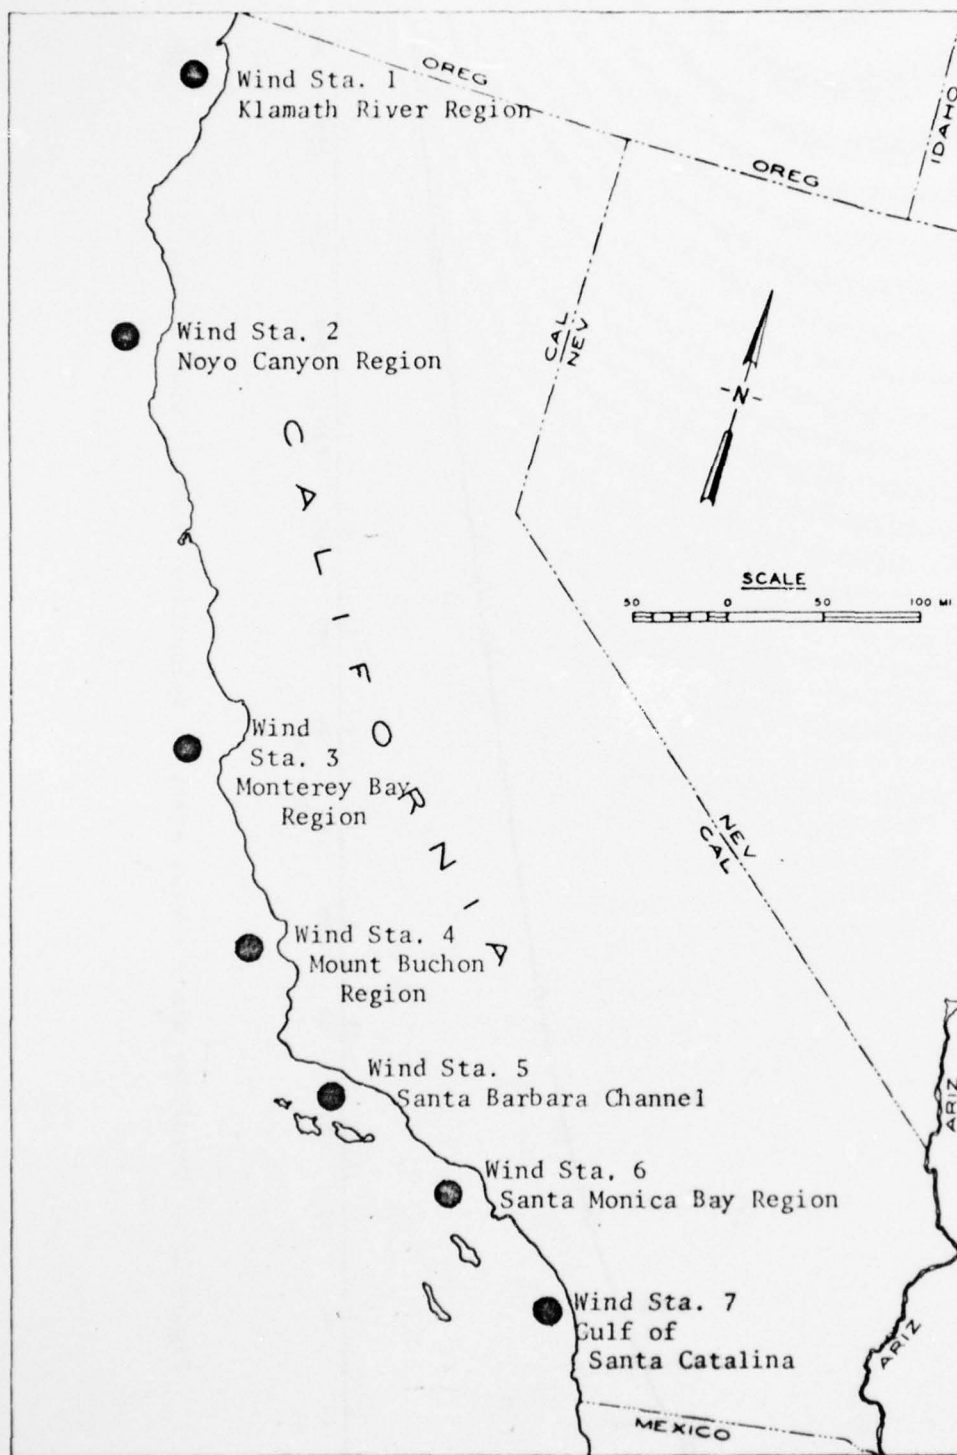 OREG
Wind Sta. 1
Klamath River Region
IDAHO
OREG
Wind Sta. 2
Noyo Canyon Region
CAL
NEV
-N-
CALIFORNIA
SCALE
50 0 50 100 MI
Wind
Sta. 3
Monterey Bay
Region
NEV
CAL
Wind Sta. 4
Mount Buchon
Region
Wind Sta. 5
Santa Barbara Channel
ARIZ
Wind Sta. 6
Santa Monica Bay Region
Wind Sta. 7
Gulf of
Santa Catalina
ARIZ
MEXICO